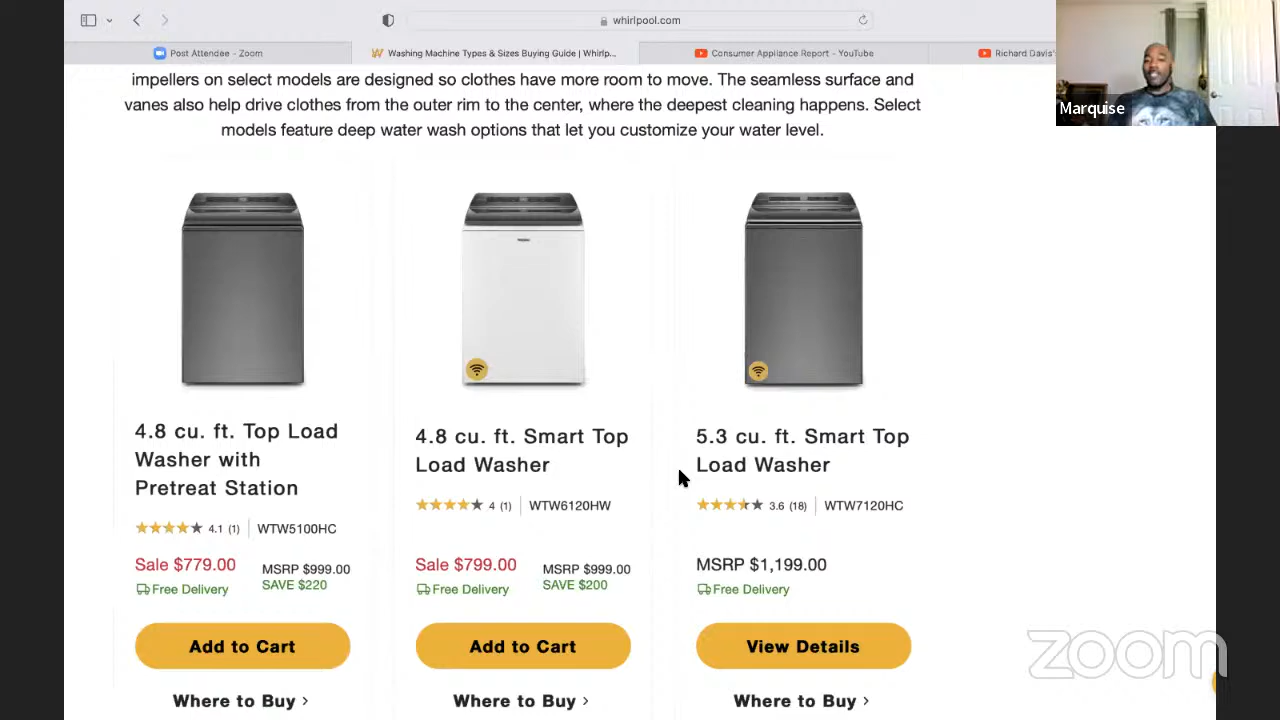 whirlpool.com
Post Attendee - Zoom
Washing Machine Types & Sizes Buying Guide | Whirlp...
Consumer Appliance Report - YouTube
Richard Davis'
Marquise
impellers on select models are designed so clothes have more room to move. The seamless surface and
vanes also help drive clothes from the outer rim to the center, where the deepest cleaning happens. Select
models feature deep water wash options that let you customize your water level.
4.8 cu. ft. Top Load
Washer with
Pretreat Station
4.1 (1) WTW5100HC
Sale $779.00 MSRP $999.00
Free Delivery SAVE $220
Add to Cart
Where to Buy >
4.8 cu. ft. Smart Top
Load Washer
4 (1) WTW6120HW
Sale $799.00 MSRP $999.00
Free Delivery SAVE $200
Add to Cart
Where to Buy >
5.3 cu. ft. Smart Top
Load Washer
3.6 (18) WTW7120HC
MSRP $1,199.00
Free Delivery
View Details
Where to Buy >
zoom